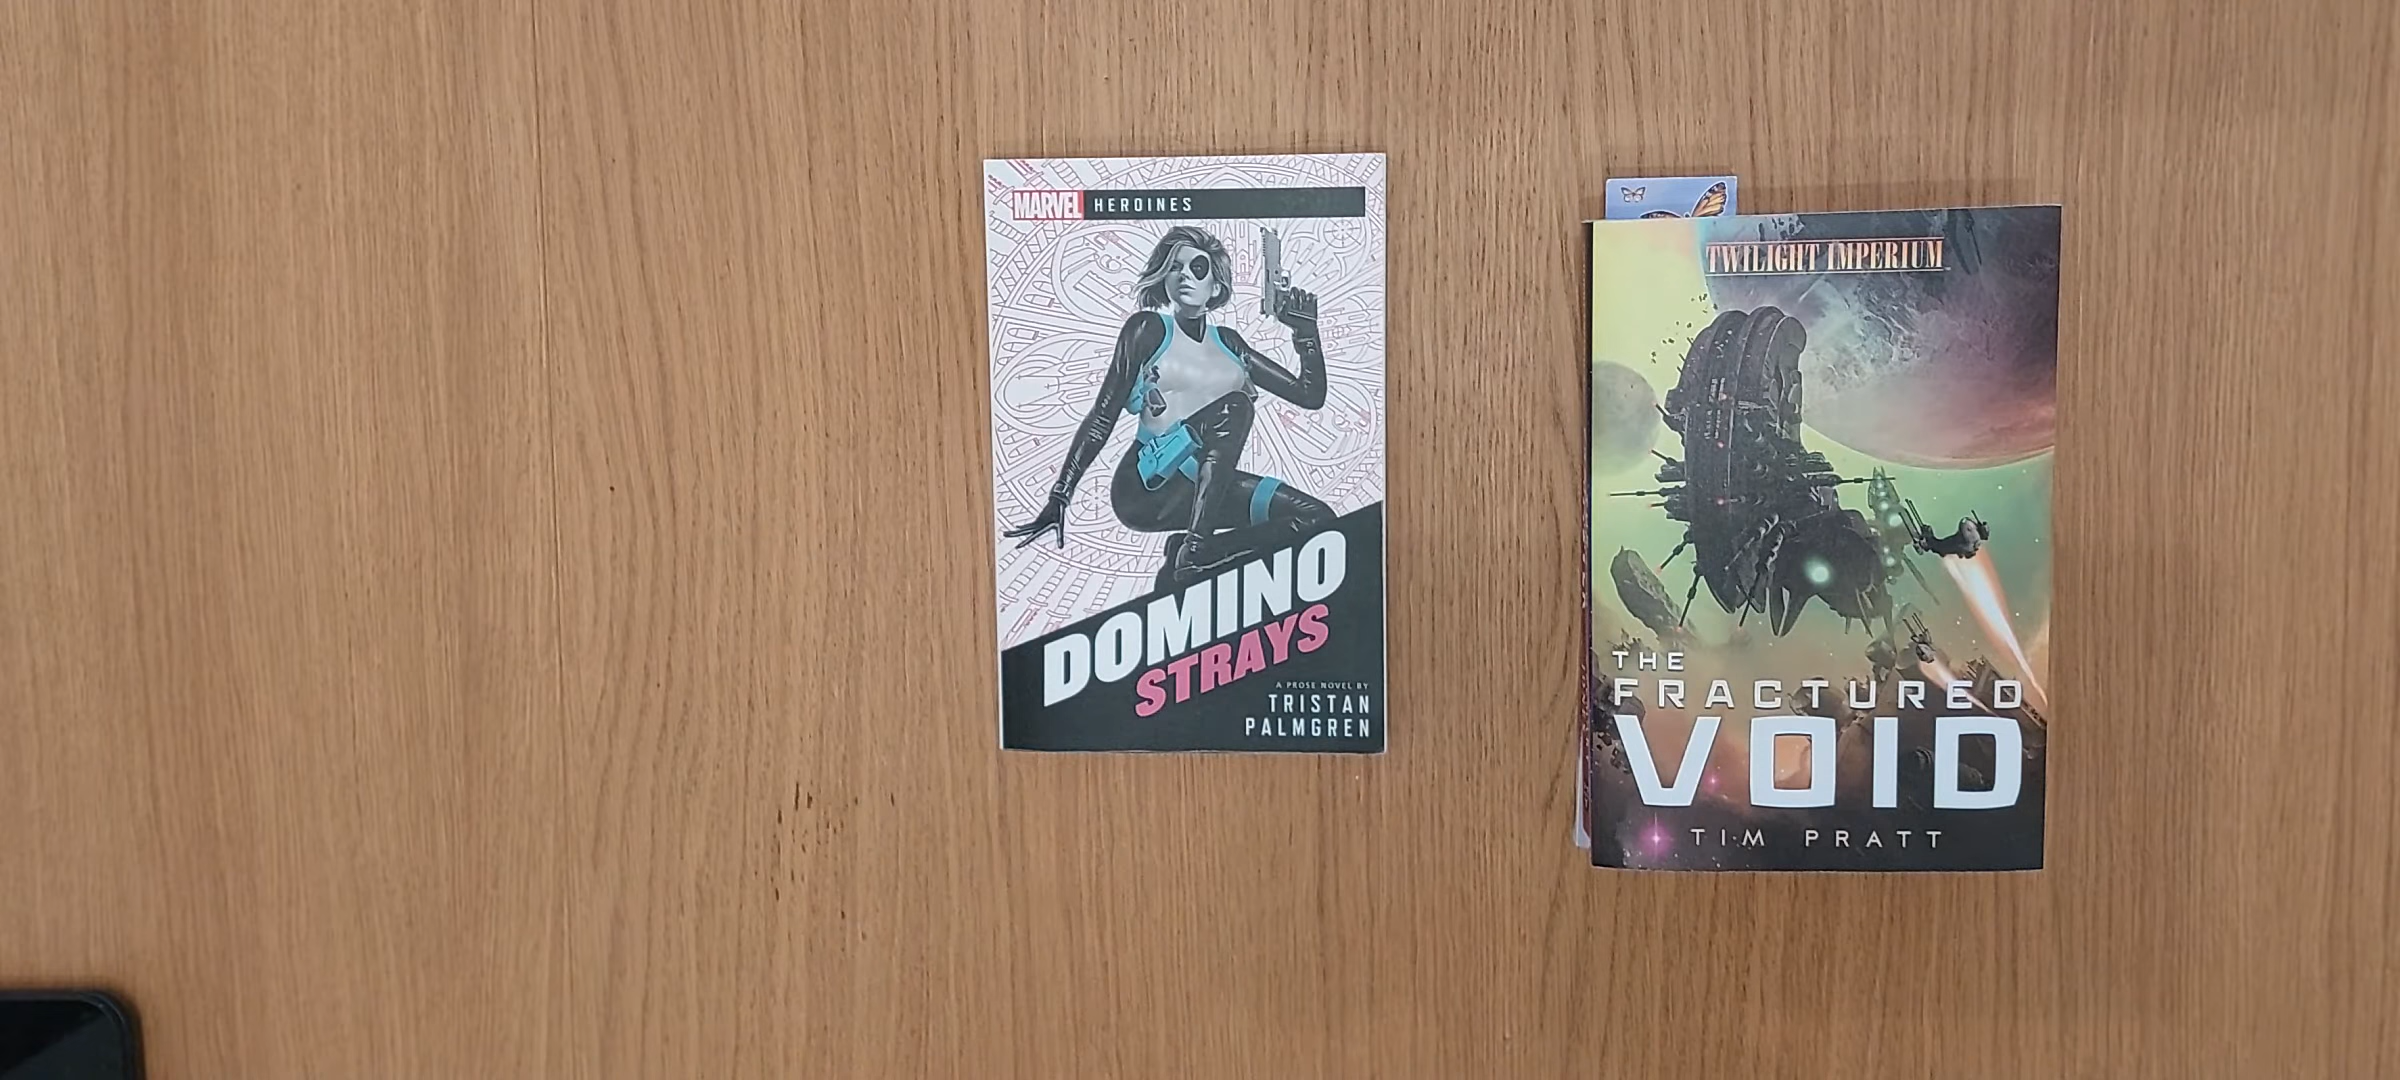 MARVEL HEROINES
DOMINO
STRAYS
A PROSE NOVEL BY
TRISTAN
PALMGREN
TWILIGHT IMPERIUM
THE
FRACTURED
VOID
TIM PRATT